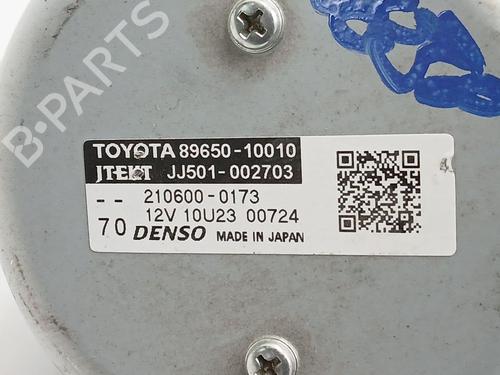 TOYOTA 89650-10010
JTEKT JJ501-002703
-- 210600-0173
12V 10U23 00724
70 DENSO MADE IN JAPAN
B-PARTS